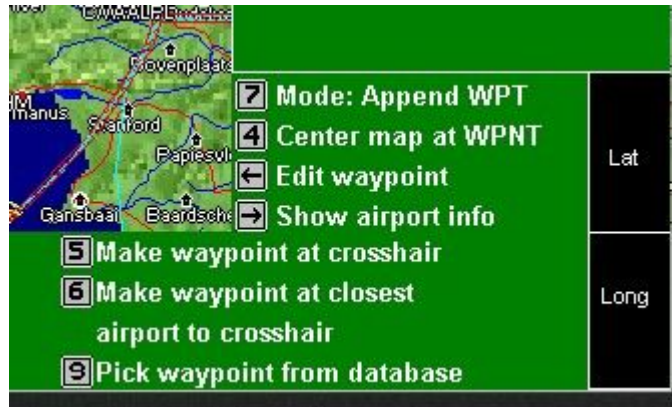 Bovenplaats
manus
Stanford
Papiesvl
Gansbaai
Baardsche
7 Mode: Append WPT
4 Center map at WPNT
← Edit waypoint
→ Show airport info
5 Make waypoint at crosshair
6 Make waypoint at closest
airport to crosshair
9 Pick waypoint from database
Lat
Long